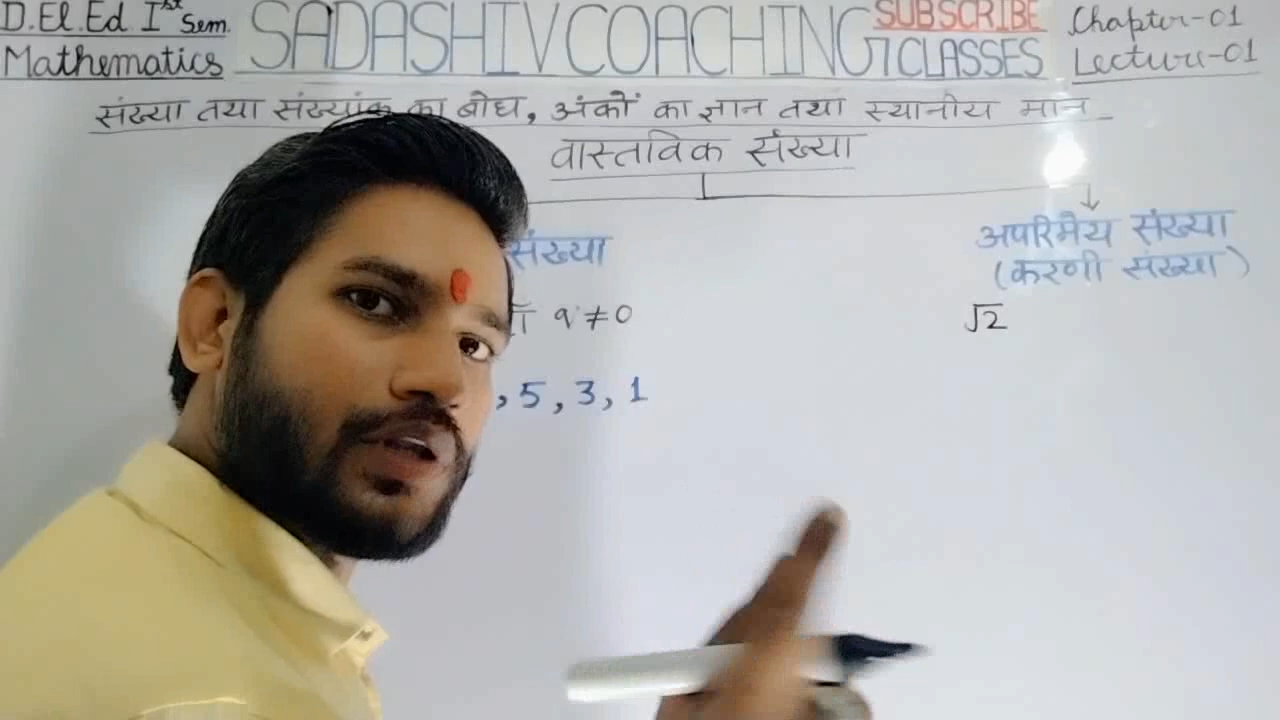 D.El.Ed. Ist Sem.
Mathematics
SADASHIV COACHING
SUBSCRIBE
CLASSES
Chapter-01
Lecture-01
संख्या तथा संख्यांक का बोध, अंकों का ज्ञान तथा स्थानीय मान
वास्तविक संख्या
संख्या
q ≠ 0
, 5, 3, 1
अपरिमेय संख्या
(करणी संख्या)
√2